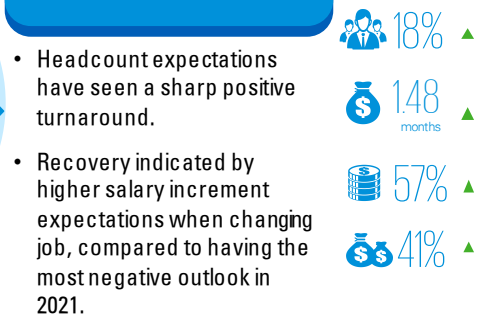 • Headcount expectations
have seen a sharp positive
turnaround.
• Recovery indicated by
higher salary increment
expectations when changing
job, compared to having the
most negative outlook in
2021.
18%
1.48
months
57%
41%